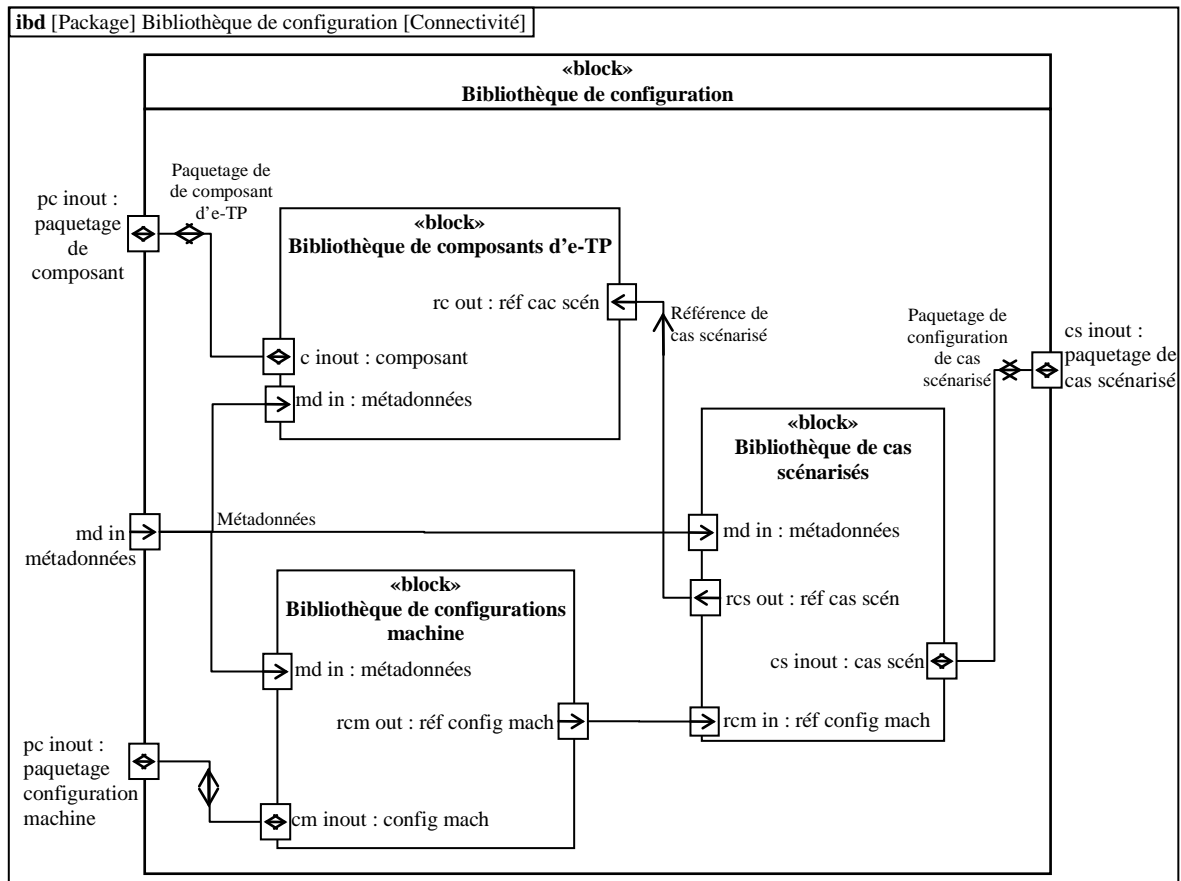 ibd [Package] Bibliothèque de configuration [Connectivité]
«block»
Bibliothèque de configuration
pc inout :
paquetage
de
composant
Paquetage de
de composant
d'e-TP
«block»
Bibliothèque de composants d'e-TP
rc out : réf cac scén
c inout : composant
md in : métadonnées
Référence de
cas scénarisé
Paquetage de
configuration
de cas
scénarisé
cs inout :
paquetage de
cas scénarisé
md in
métadonnées
Métadonnées
«block»
Bibliothèque de cas
scénarisés
md in : métadonnées
rcs out : réf cas scén
cs inout : cas scén
rcm in : réf config mach
«block»
Bibliothèque de configurations
machine
md in : métadonnées
rcm out : réf config mach
cm inout : config mach
pc inout :
paquetage
configuration
machine